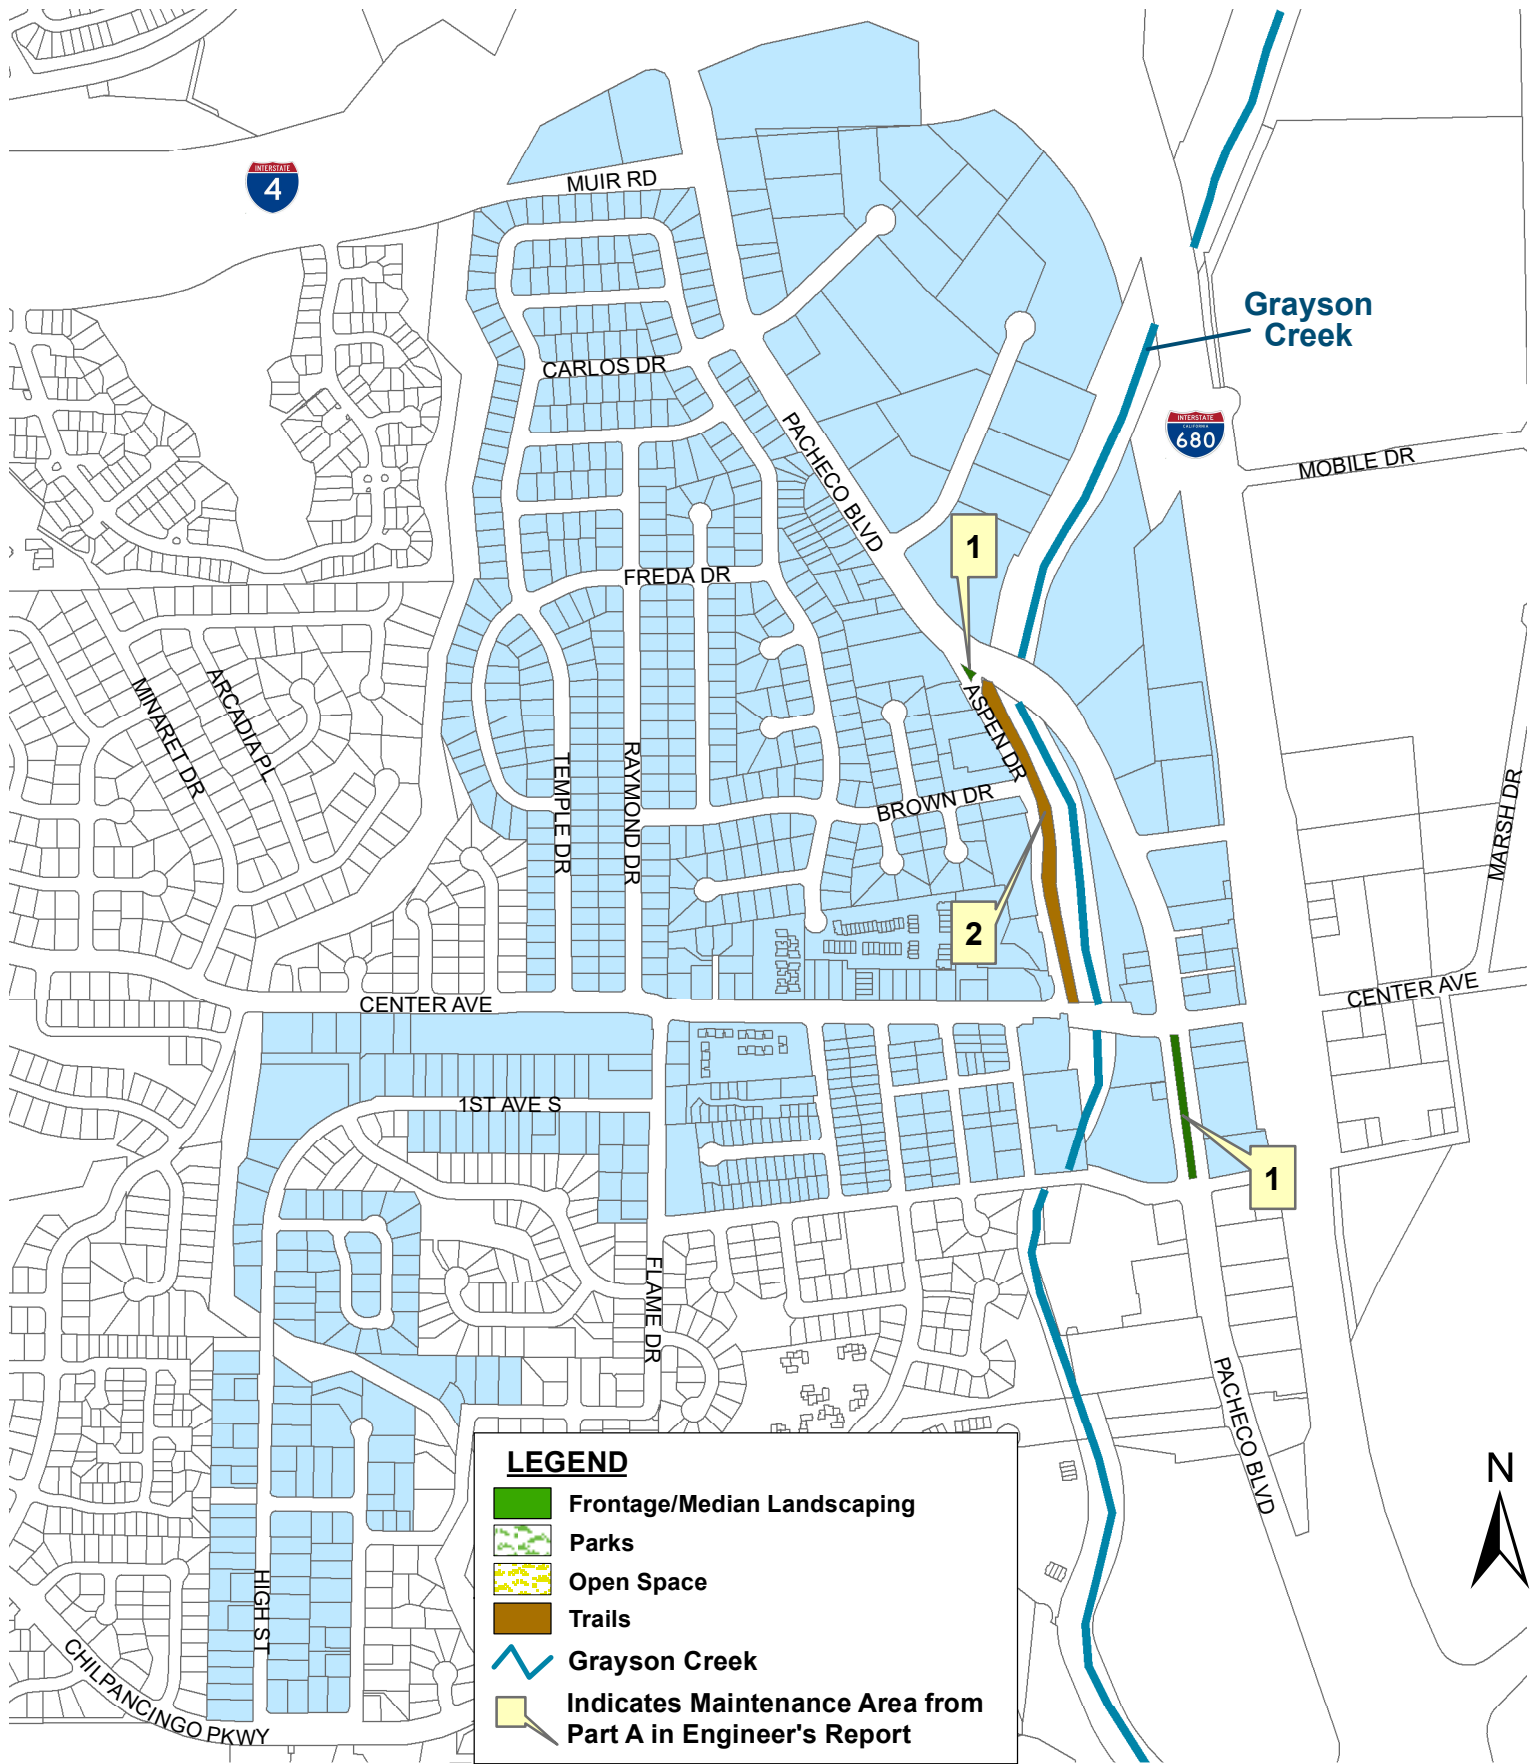 MUIR RD
INTERSTATE
4
Grayson
Creek
CARLOS DR
INTERSTATE
CALIFORNIA
680
PACHECO BLVD
MOBILE DR
1
FREDA DR
MINARET DR
ARCADIA PL
ASPEN DR
TEMPLE DR
RAYMOND DR
BROWN DR
MARSH DR
2
CENTER AVE
CENTER AVE
1ST AVE S
1
FLAME DR
PACHECO BLVD
HIGH ST
CHILPANCINGO PKWY
N
LEGEND
Frontage/Median Landscaping
Parks
Open Space
Trails
Grayson Creek
Indicates Maintenance Area from
Part A in Engineer's Report